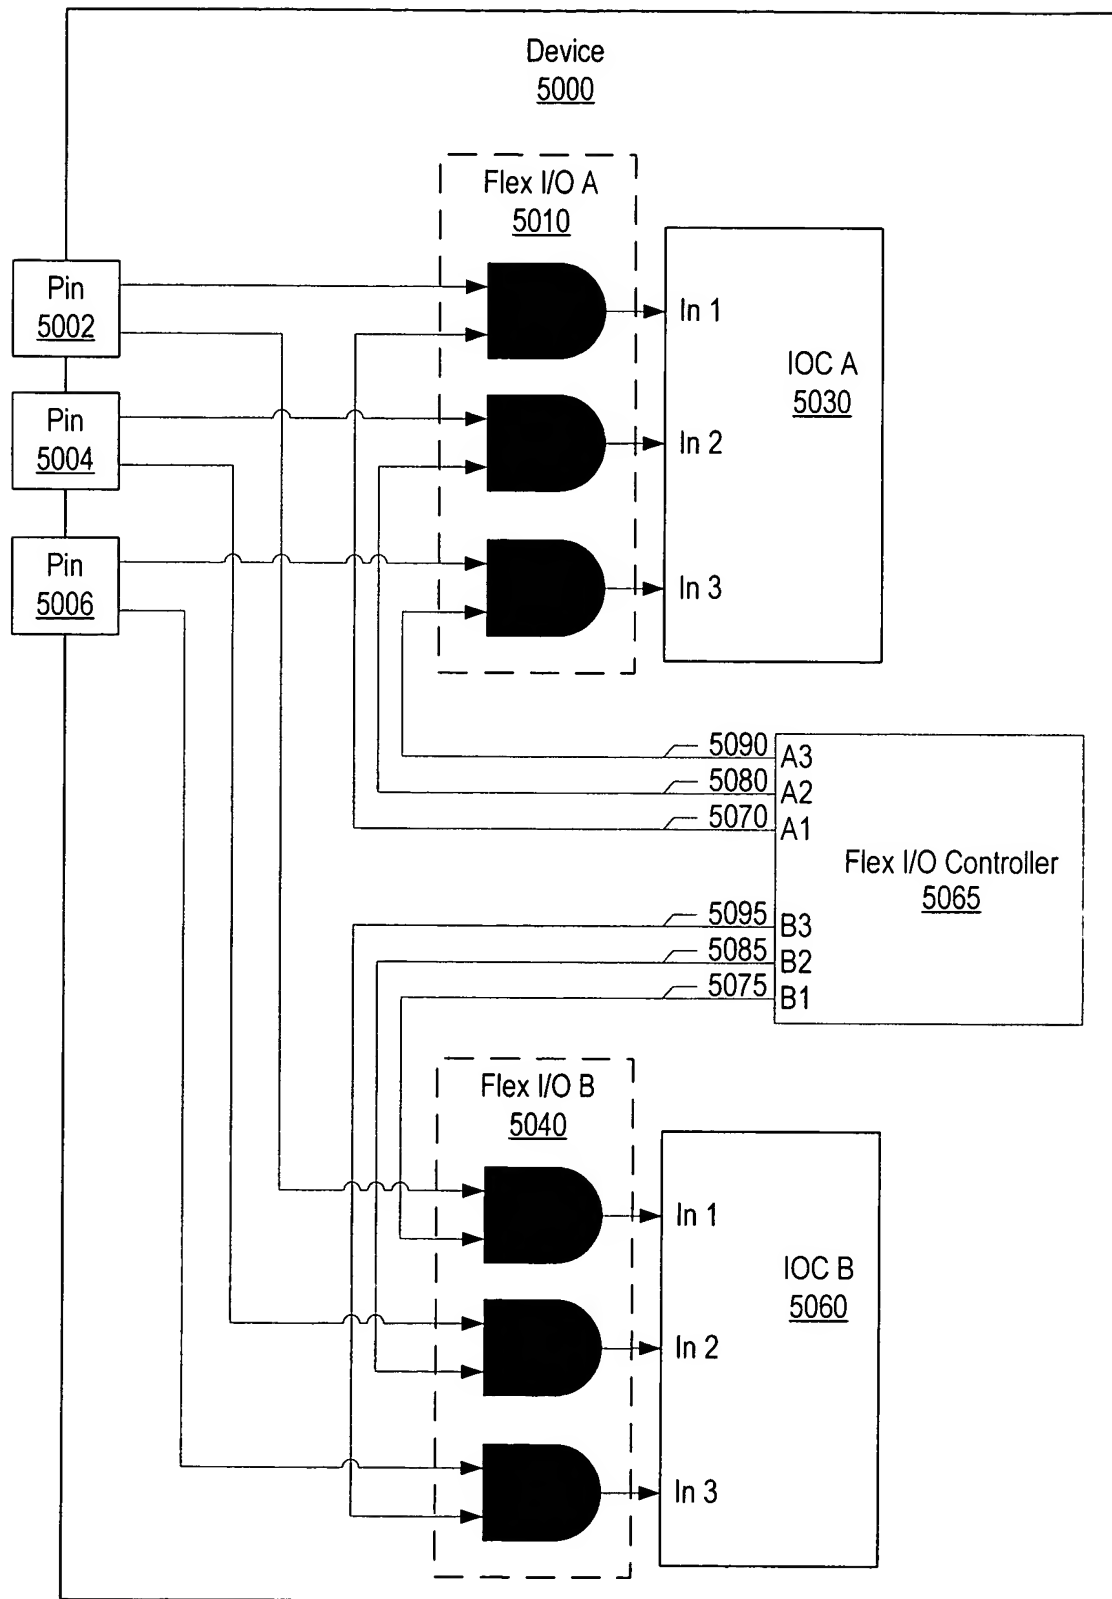 Device
5000
Flex I/O A
5010
Pin
5002
In 1
IOC A
5030
Pin
5004
In 2
Pin
5006
In 3
5090
A3
5080
A2
5070
A1
Flex I/O Controller
5065
5095
B3
5085
B2
5075
B1
Flex I/O B
5040
In 1
IOC B
5060
In 2
In 3